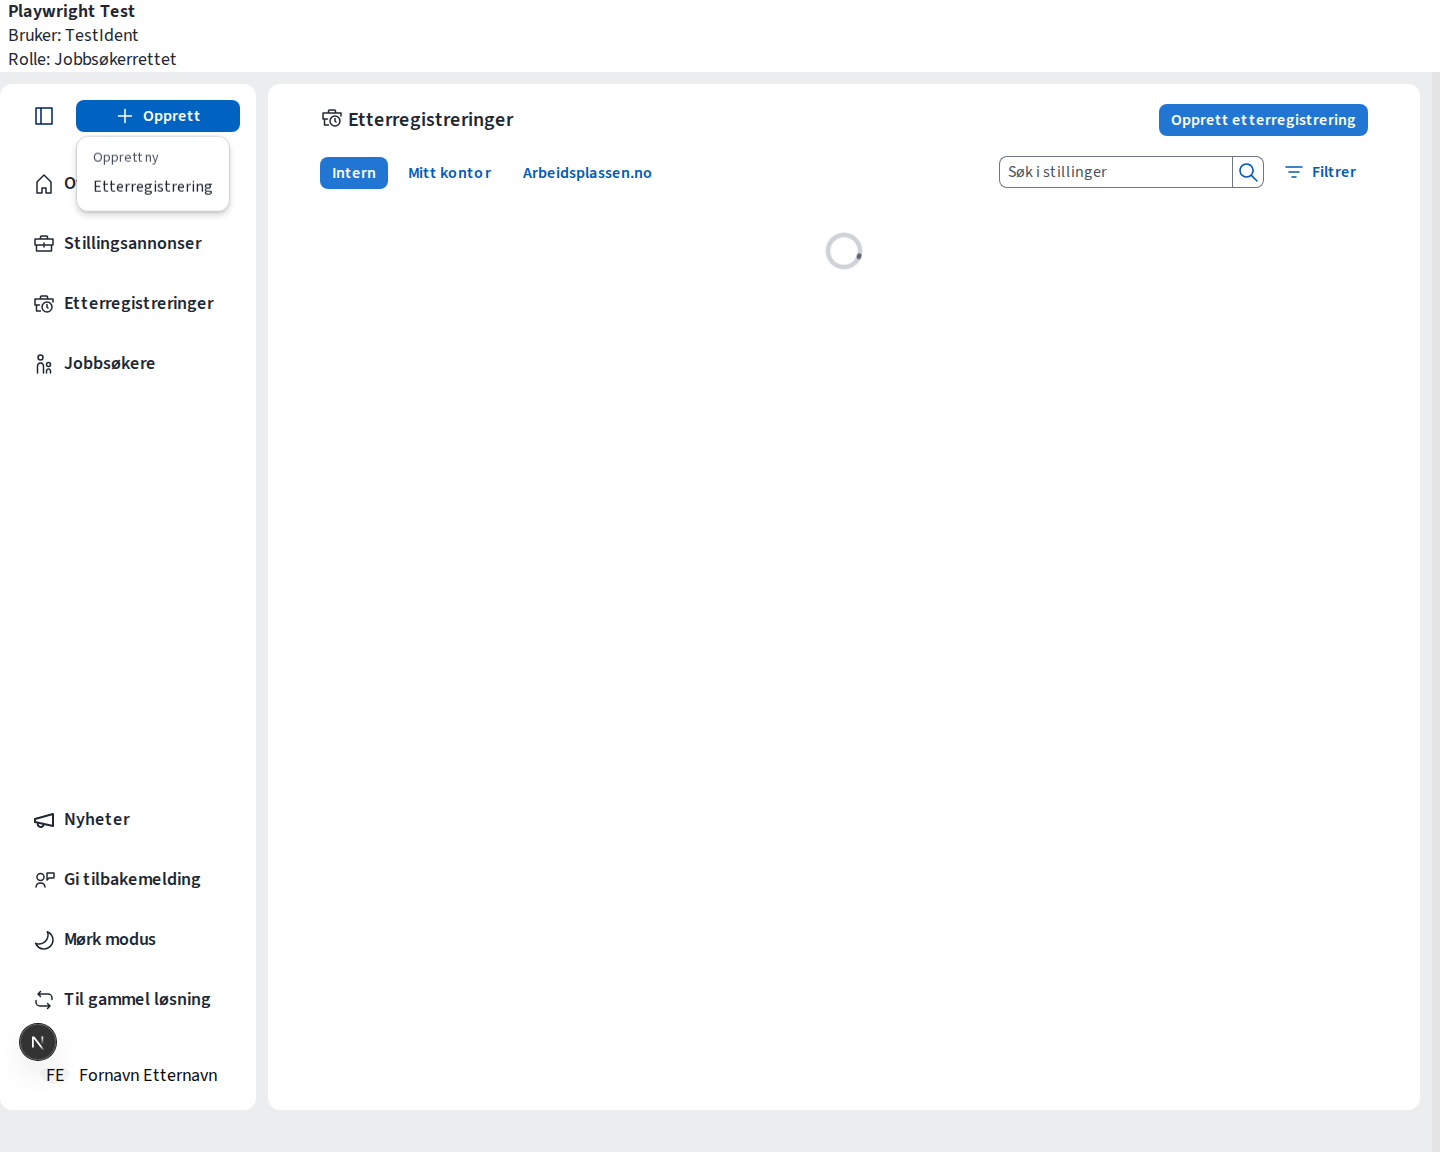 Playwright Test
Bruker: TestIdent
Rolle: Jobbsøkerrettet
Opprett
Opprett ny
Etterregistrering
Stillingsannonser
Etterregistreringer
Jobbsøkere
Nyheter
Gi tilbakemelding
Mørk modus
Til gammel løsning
N
FE Fornavn Etternavn
Etterregistreringer
Opprett etterregistrering
Intern Mitt kontor Arbeidsplassen.no
Søk i stillinger
Filtrer